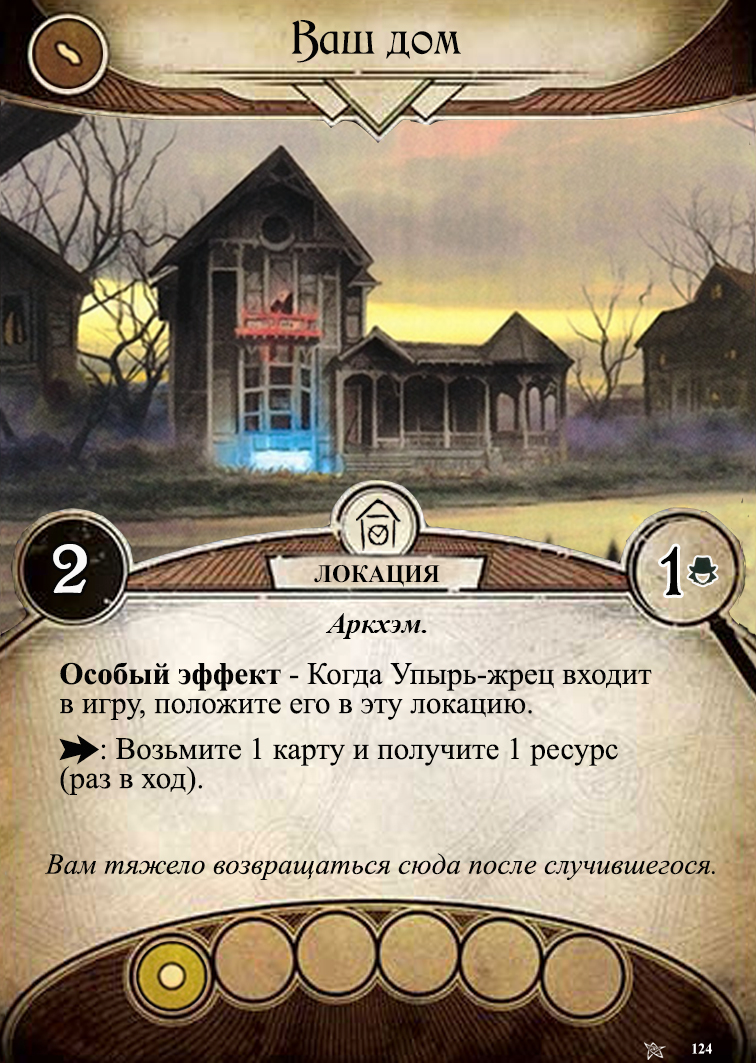 Ваш дом
2
ЛОКАЦИЯ
1
Аркхэм.
Особый эффект - Когда Упырь-жрец входит
в игру, положите его в эту локацию.
: Возьмите 1 карту и получите 1 ресурс
(раз в ход).
Вам тяжело возвращаться сюда после случившегося.
124